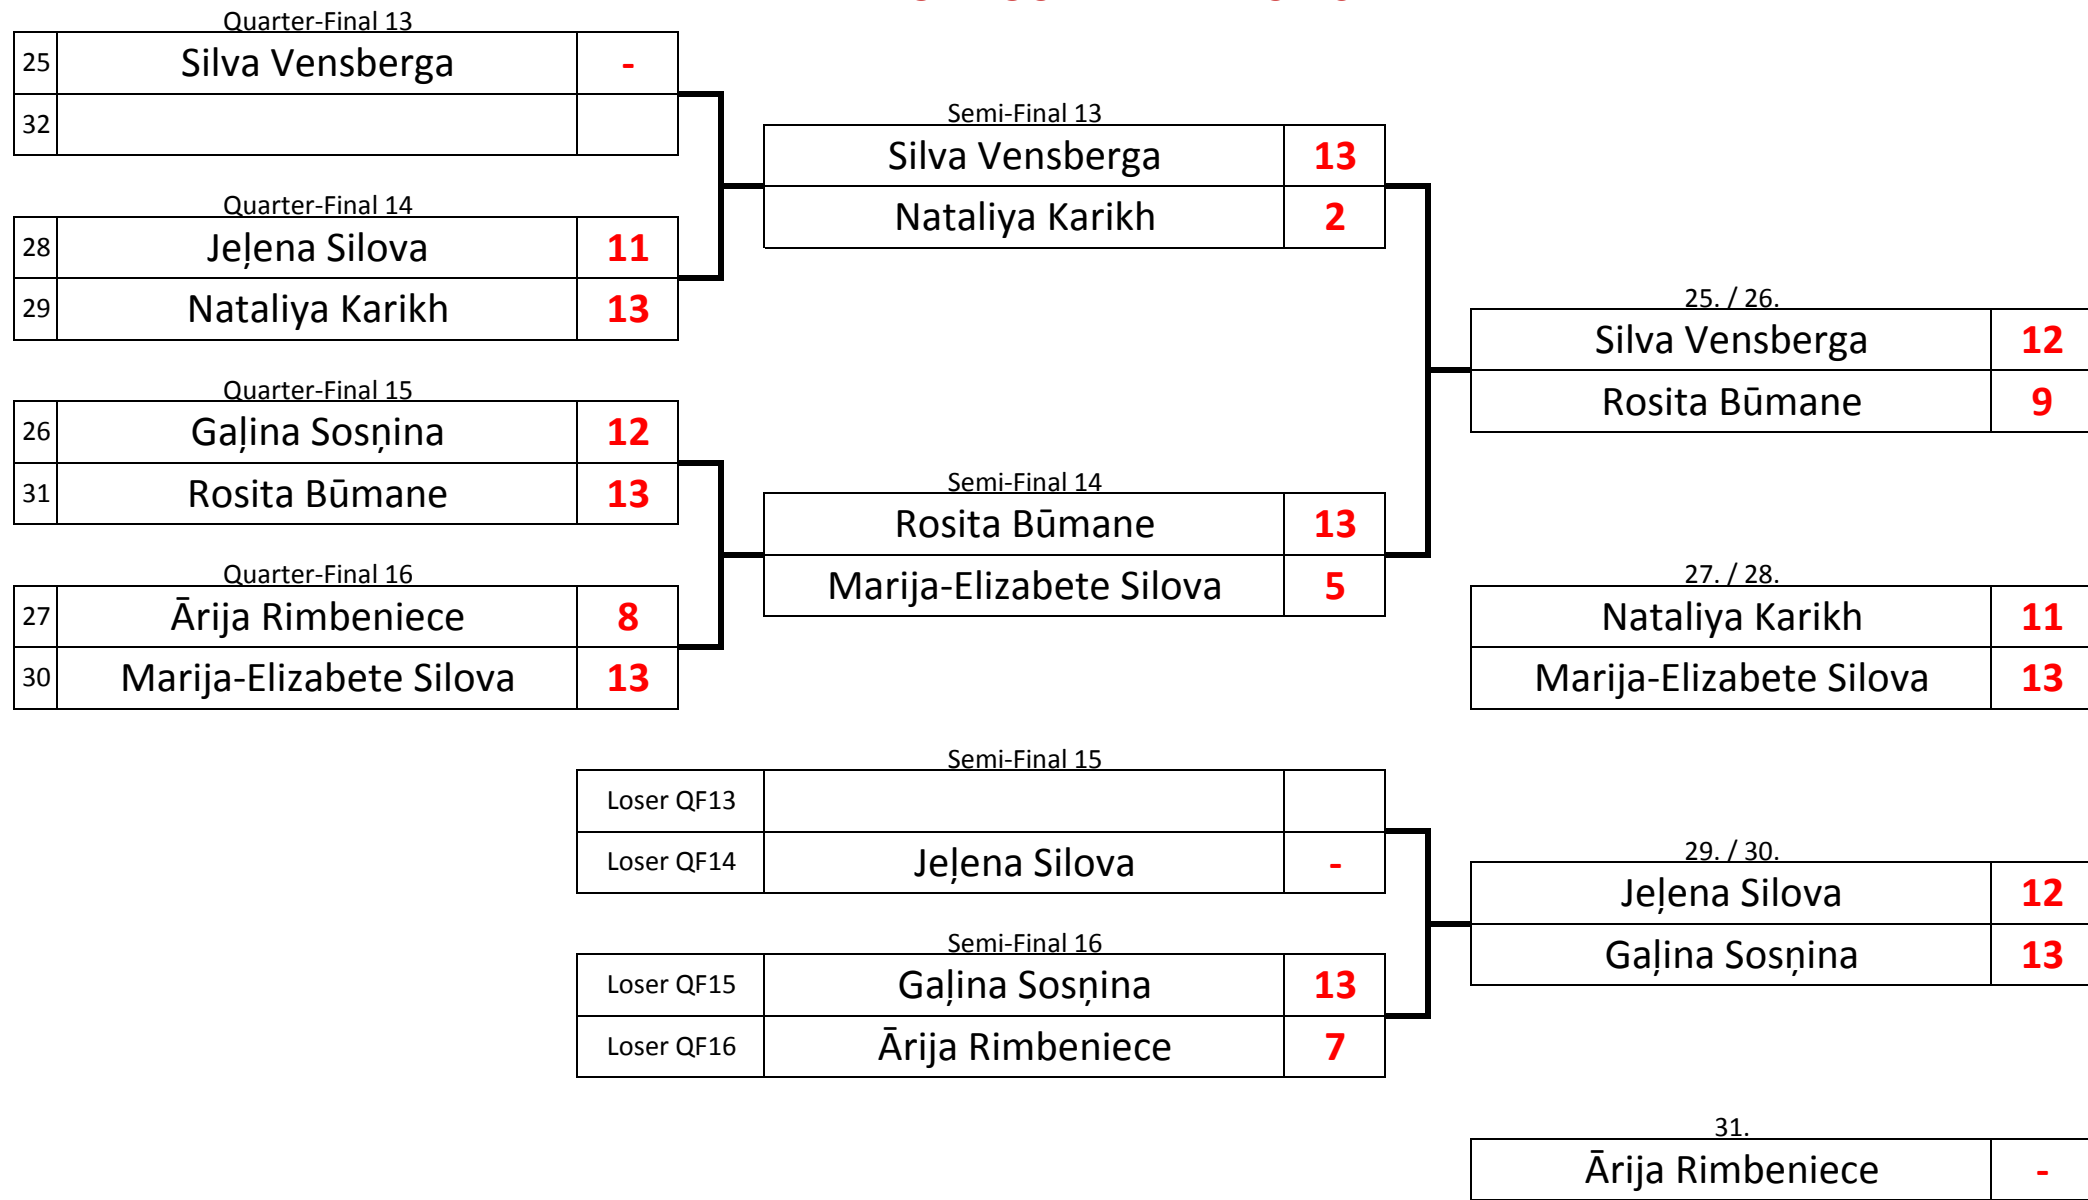 Quarter-Final 13
25 Silva Vensberga -
32
Quarter-Final 14
28 Jeļena Silova 11
29 Nataliya Karikh 13
Quarter-Final 15
26 Gaļina Sosņina 12
31 Rosita Būmane 13
Quarter-Final 16
27 Ārija Rimbeniece 8
30 Marija-Elizabete Silova 13
Semi-Final 13
Silva Vensberga 13
Nataliya Karikh 2
Semi-Final 14
Rosita Būmane 13
Marija-Elizabete Silova 5
25. / 26.
Silva Vensberga 12
Rosita Būmane 9
27. / 28.
Nataliya Karikh 11
Marija-Elizabete Silova 13
Semi-Final 15
Loser QF13
Loser QF14 Jeļena Silova -
Semi-Final 16
Loser QF15 Gaļina Sosņina 13
Loser QF16 Ārija Rimbeniece 7
29. / 30.
Jeļena Silova 12
Gaļina Sosņina 13
31.
Ārija Rimbeniece -